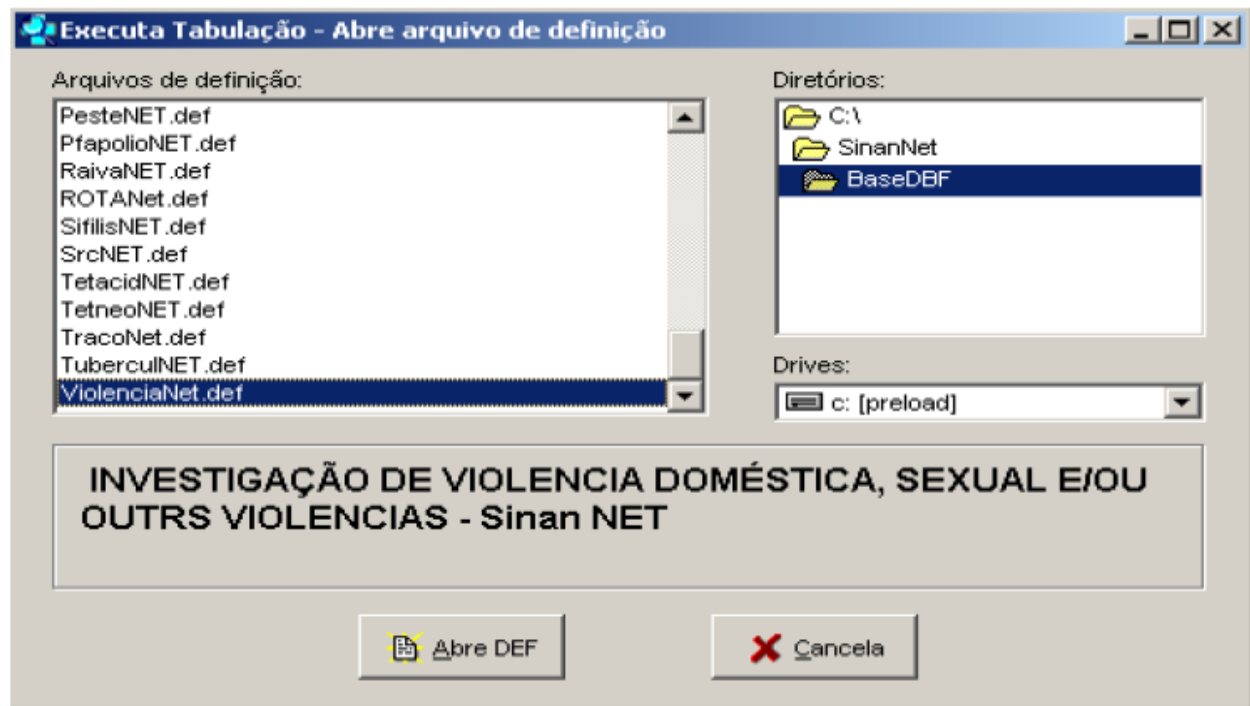 Executa Tabulação - Abre arquivo de definição
Arquivos de definição:
PesteNET.def
PfapolioNET.def
RaivaNET.def
ROTANet.def
SifilisNET.def
SrcNET.def
TetacidNET.def
TetneoNET.def
TracoNet.def
TuberculNET.def
ViolenciaNet.def
Diretórios:
C:\
SinanNet
BaseDBF
Drives:
c: [preload]
INVESTIGAÇÃO DE VIOLENCIA DOMÉSTICA, SEXUAL E/OU
OUTRS VIOLENCIAS - Sinan NET
Abre DEF
Cancela